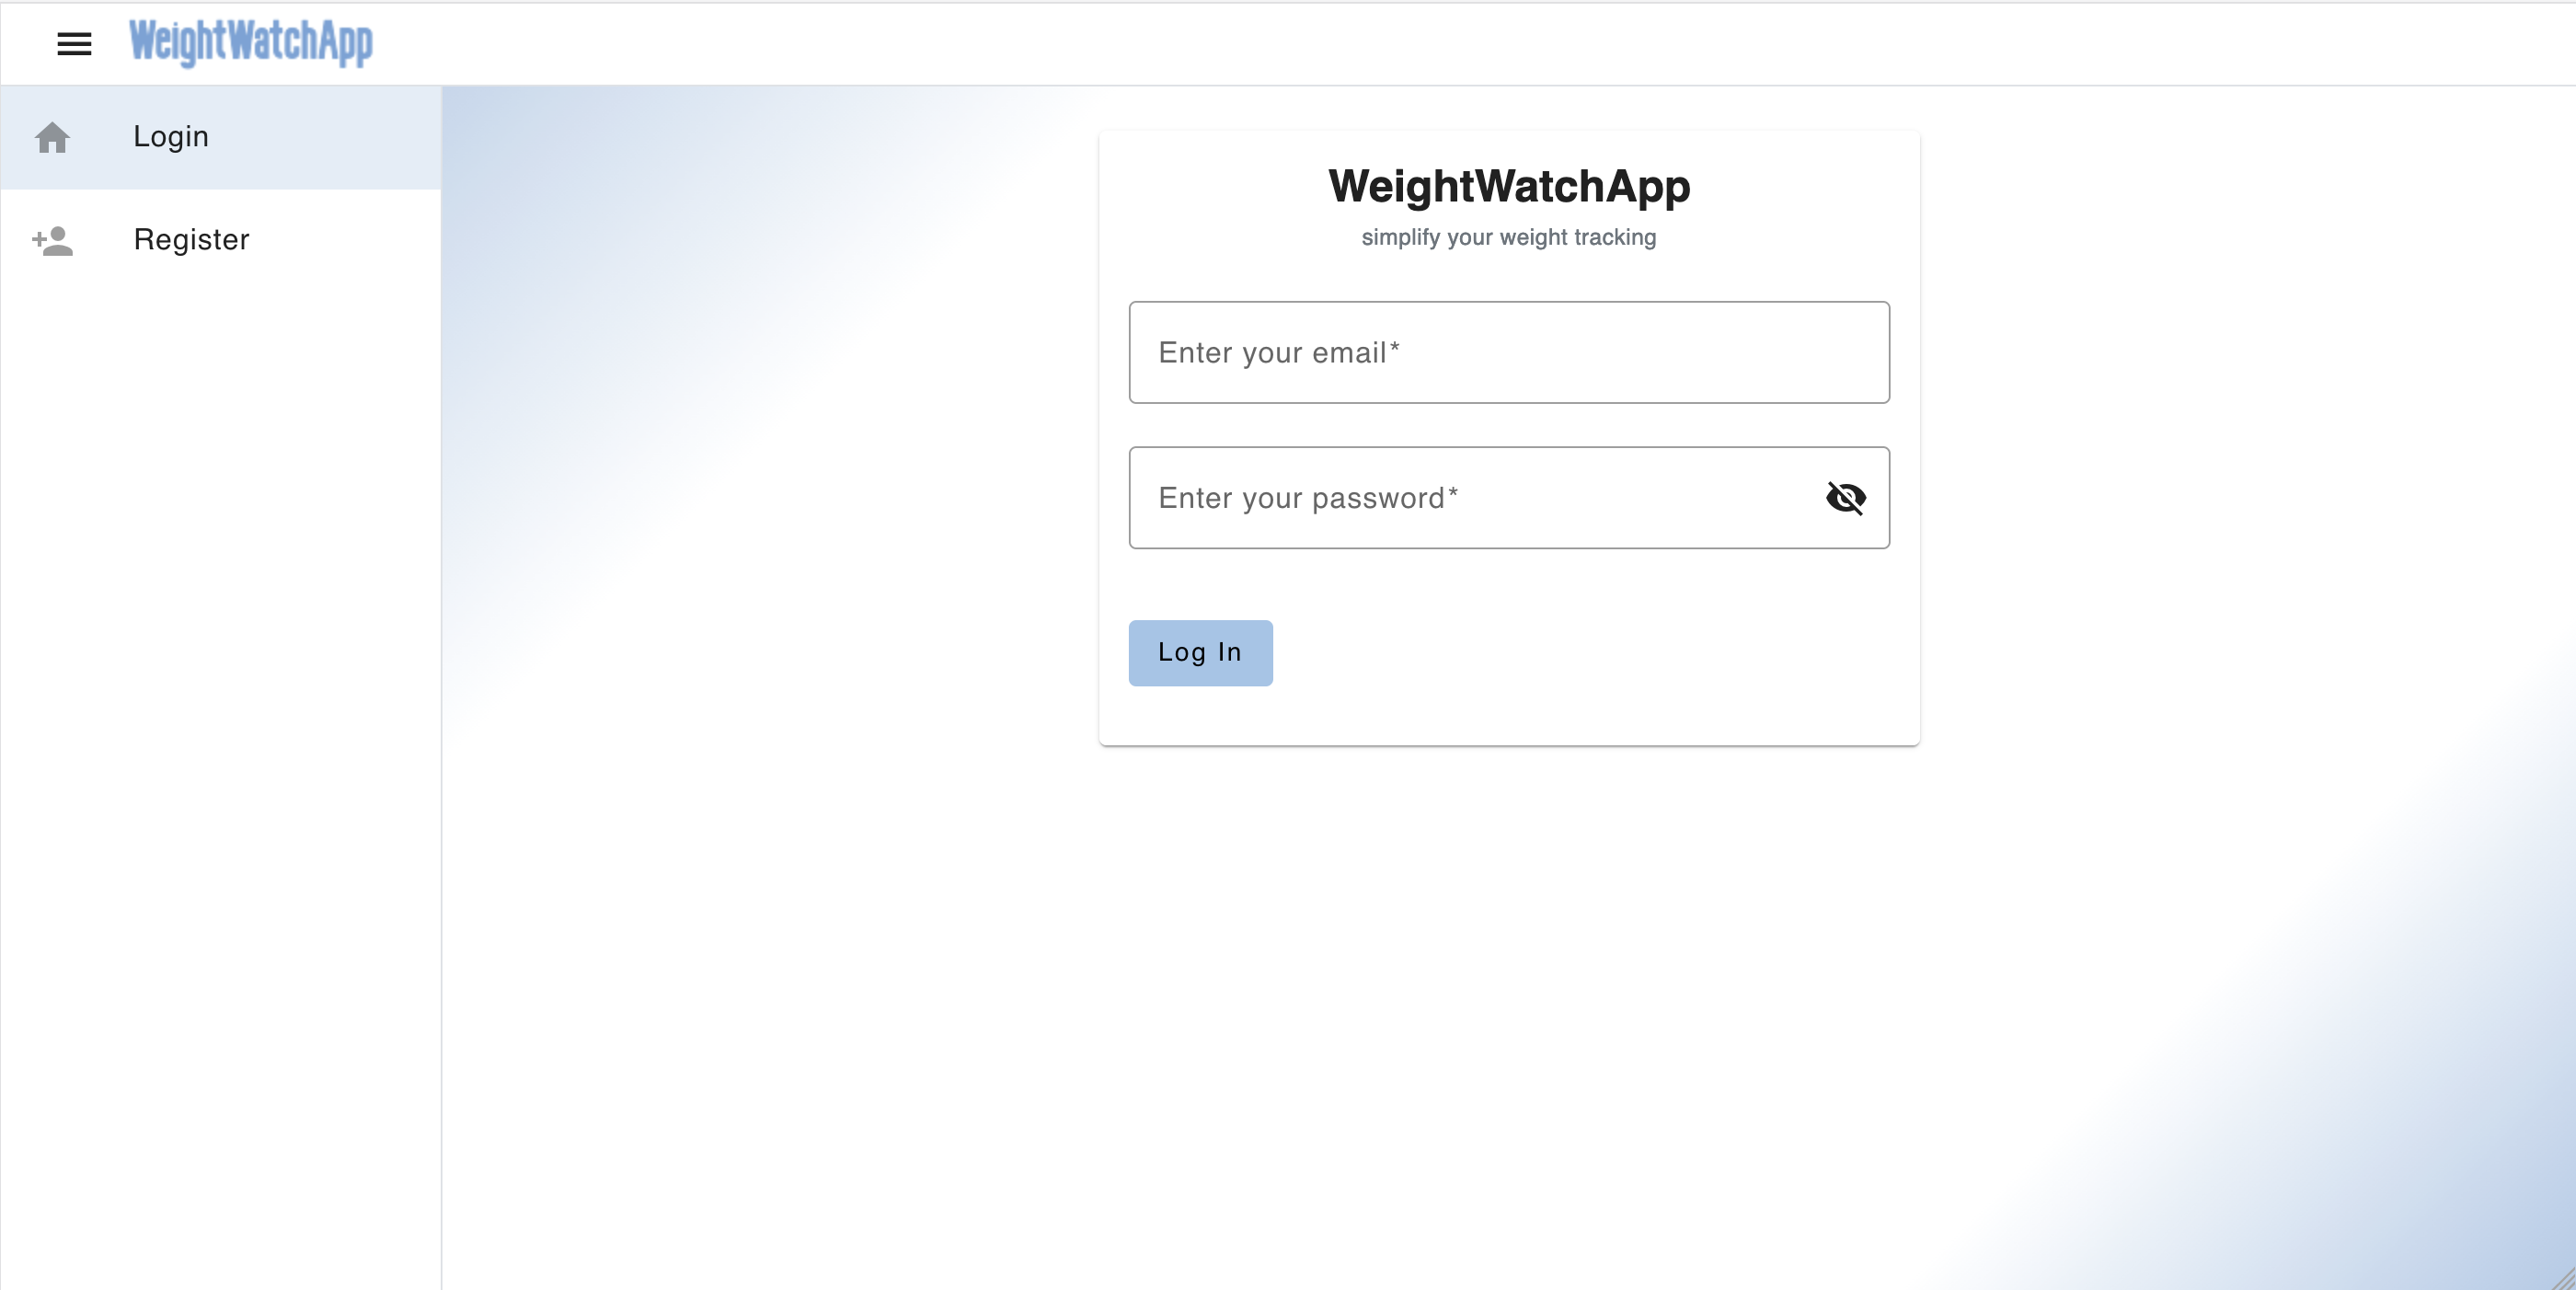 WeightWatchApp
Login
Register
WeightWatchApp
simplify your weight tracking
Enter your email*
Enter your password*
Log In